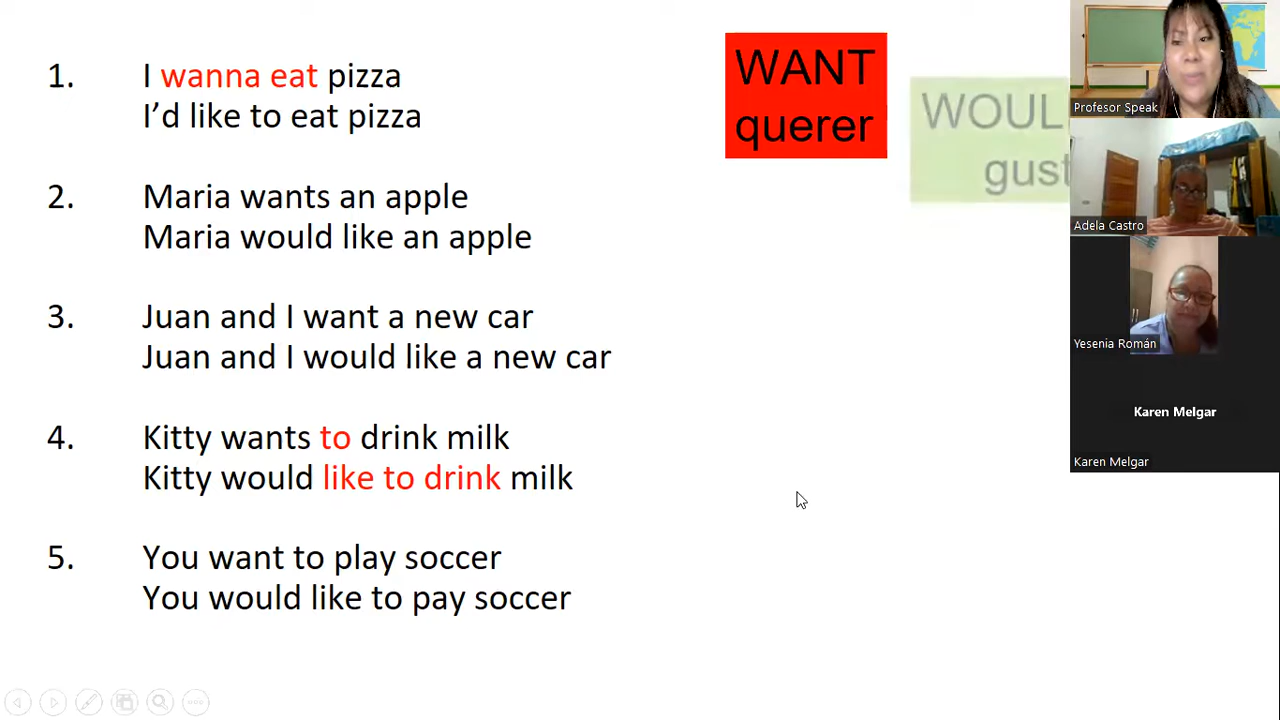 1. I wanna eat pizza
I'd like to eat pizza
2. Maria wants an apple
Maria would like an apple
3. Juan and I want a new car
Juan and I would like a new car
4. Kitty wants to drink milk
Kitty would like to drink milk
5. You want to play soccer
You would like to pay soccer
WANT
querer
Profesor Speak
Adela Castro
Yesenia Román
Karen Melgar
Karen Melgar